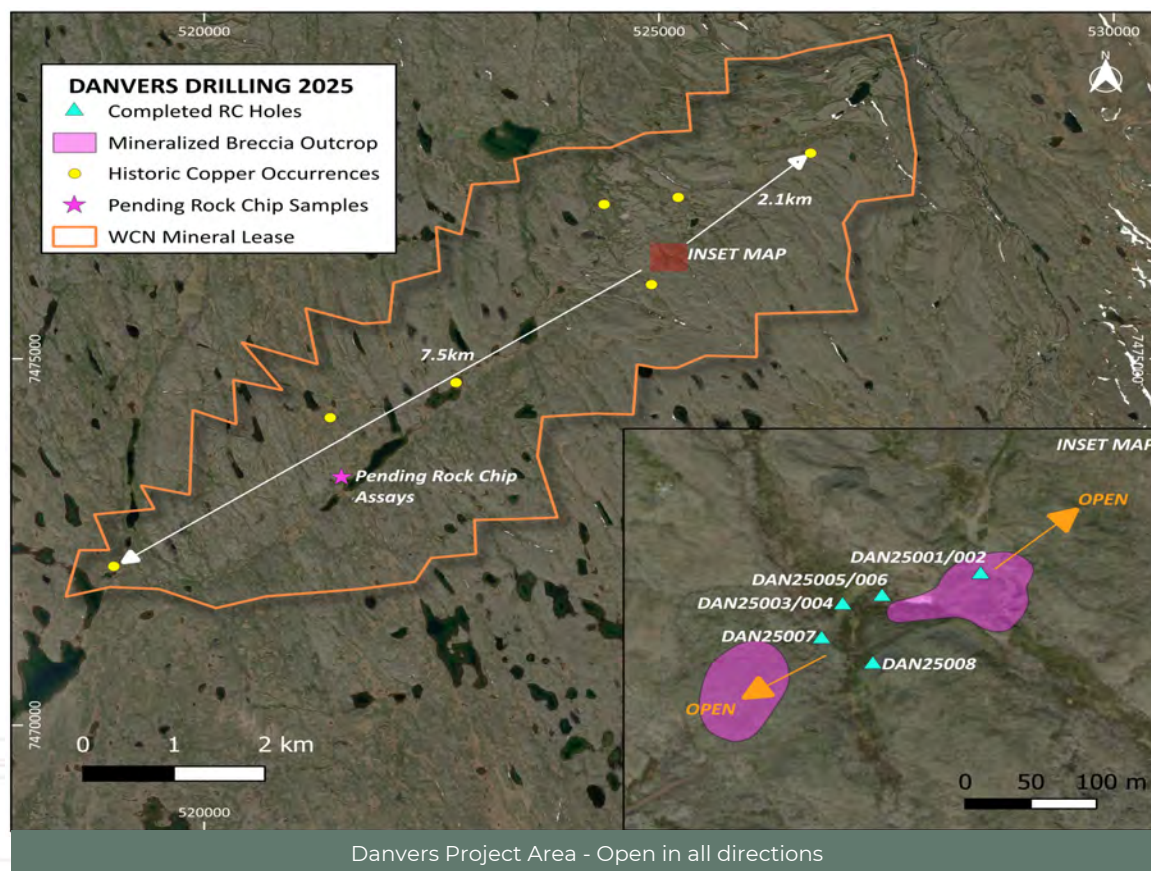 520000
525000
530000
N
DANVERS DRILLING 2025
Completed RC Holes
Mineralized Breccia Outcrop
Historic Copper Occurrences
Pending Rock Chip Samples
WCN Mineral Lease
2.1km
INSET MAP
7475000
7475000
7.5km
Pending Rock Chip
Assays
7470000
0 1 2 km
520000
INSET MAP
OPEN
DAN25001/002
DAN25005/006
DAN25003/004
DAN25007
DAN25008
OPEN
0 50 100 m
Danvers Project Area - Open in all directions